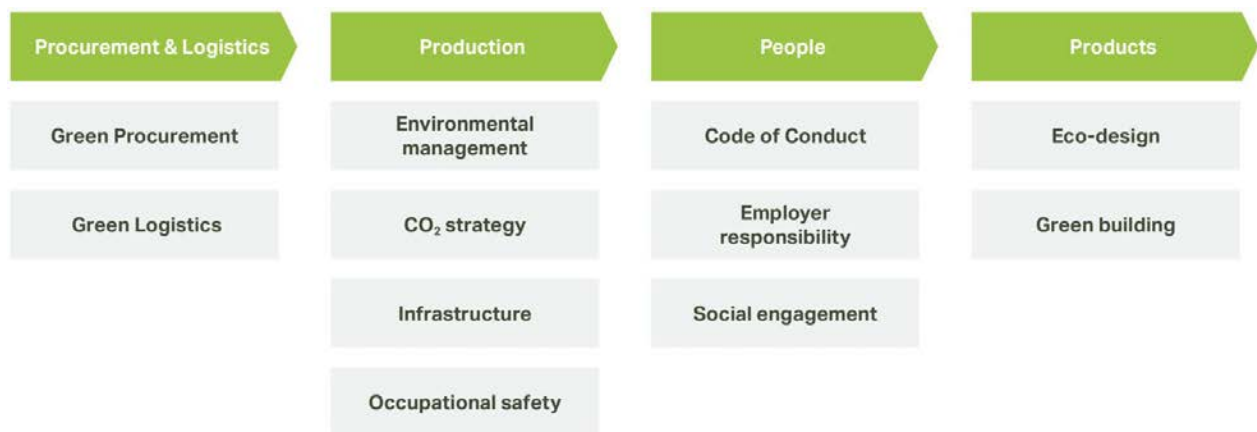 Procurement & Logistics
Production
People
Products
Green Procurement
Environmental
management
Code of Conduct
Eco-design
Green Logistics
CO₂ strategy
Employer
responsibility
Green building
Infrastructure
Social engagement
Occupational safety